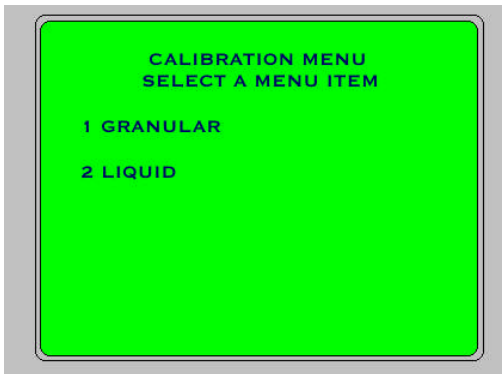 CALIBRATION MENU
SELECT A MENU ITEM
1 GRANULAR
2 LIQUID